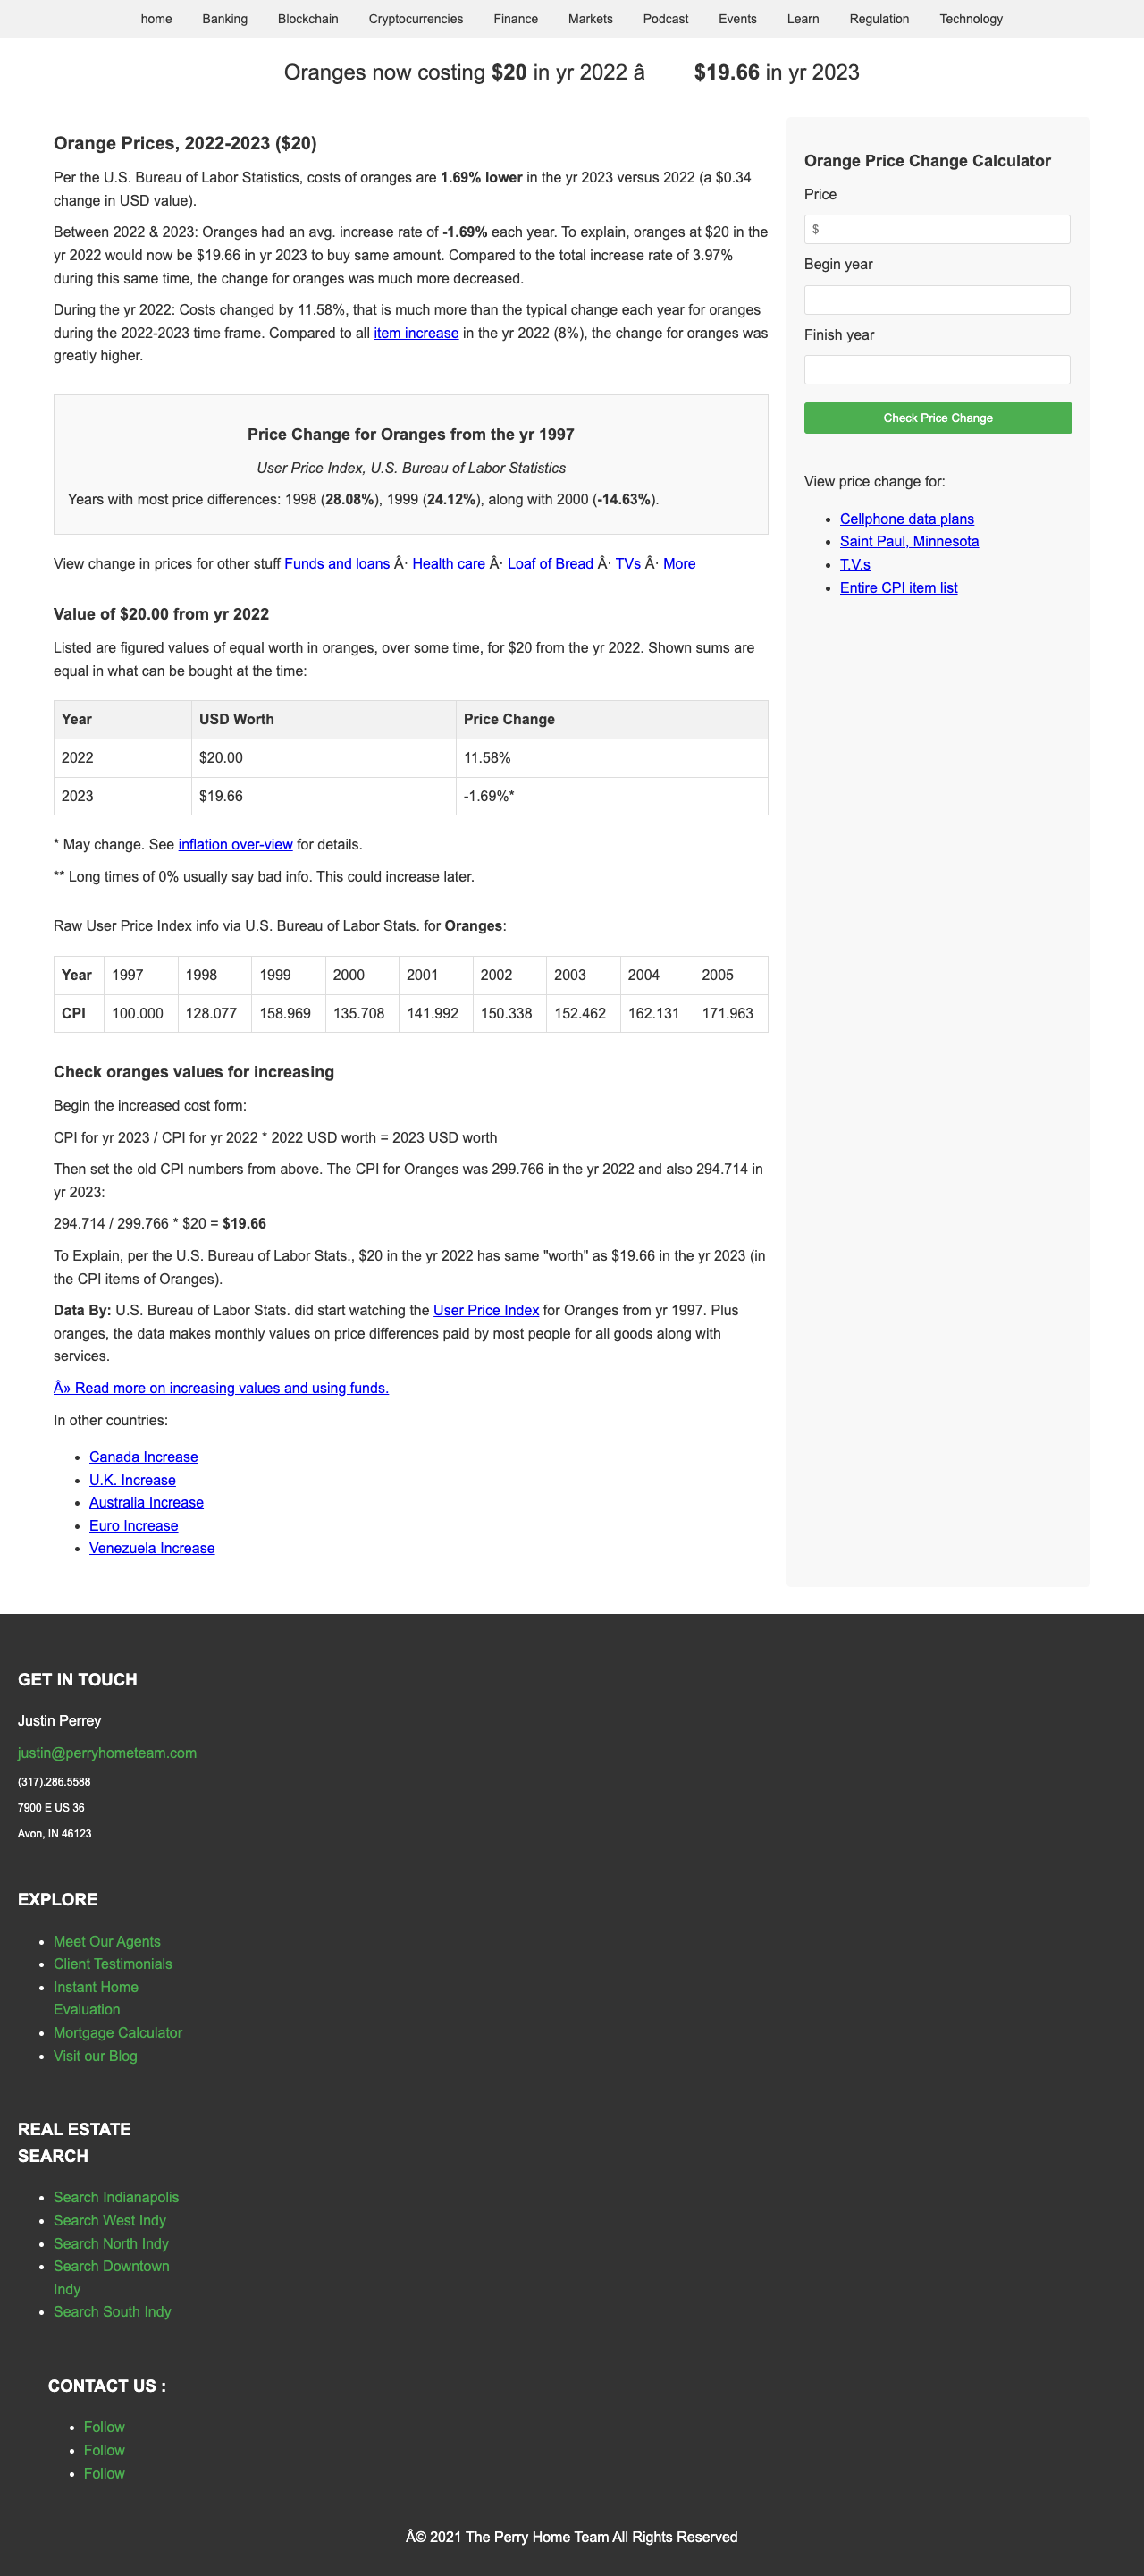 home Banking Blockchain Cryptocurrencies Finance Markets Podcast Events Learn Regulation Technology
Oranges now costing $20 in yr 2022 â $19.66 in yr 2023
Orange Prices, 2022-2023 ($20)
Per the U.S. Bureau of Labor Statistics, costs of oranges are 1.69% lower in the yr 2023 versus 2022 (a $0.34
change in USD value).
Between 2022 & 2023: Oranges had an avg. increase rate of -1.69% each year. To explain, oranges at $20 in the
yr 2022 would now be $19.66 in yr 2023 to buy same amount. Compared to the total increase rate of 3.97%
during this same time, the change for oranges was much more decreased.
During the yr 2022: Costs changed by 11.58%, that is much more than the typical change each year for oranges
during the 2022-2023 time frame. Compared to all item increase in the yr 2022 (8%), the change for oranges was
greatly higher.
Price Change for Oranges from the yr 1997
User Price Index, U.S. Bureau of Labor Statistics
Years with most price differences: 1998 (28.08%), 1999 (24.12%), along with 2000 (-14.63%).
View change in prices for other stuff Funds and loans Â· Health care Â· Loaf of Bread Â· TVs Â· More
Value of $20.00 from yr 2022
Listed are figured values of equal worth in oranges, over some time, for $20 from the yr 2022. Shown sums are
equal in what can be bought at the time:
Year USD Worth Price Change
2022 $20.00 11.58%
2023 $19.66 -1.69%*
* May change. See inflation over-view for details.
** Long times of 0% usually say bad info. This could increase later.
Raw User Price Index info via U.S. Bureau of Labor Stats. for Oranges:
Year 1997 1998 1999 2000 2001 2002 2003 2004 2005
CPI 100.000 128.077 158.969 135.708 141.992 150.338 152.462 162.131 171.963
Check oranges values for increasing
Begin the increased cost form:
CPI for yr 2023 / CPI for yr 2022 * 2022 USD worth = 2023 USD worth
Then set the old CPI numbers from above. The CPI for Oranges was 299.766 in the yr 2022 and also 294.714 in
yr 2023:
294.714 / 299.766 * $20 = $19.66
To Explain, per the U.S. Bureau of Labor Stats., $20 in the yr 2022 has same "worth" as $19.66 in the yr 2023 (in
the CPI items of Oranges).
Data By: U.S. Bureau of Labor Stats. did start watching the User Price Index for Oranges from yr 1997. Plus
oranges, the data makes monthly values on price differences paid by most people for all goods along with
services.
Â» Read more on increasing values and using funds.
In other countries:
Canada Increase
U.K. Increase
Australia Increase
Euro Increase
Venezuela Increase
Orange Price Change Calculator
Price
$
Begin year
Finish year
Check Price Change
View price change for:
Cellphone data plans
Saint Paul, Minnesota
T.V.s
Entire CPI item list
GET IN TOUCH
Justin Perrey
justin@perryhometeam.com
(317).286.5588
7900 E US 36
Avon, IN 46123
EXPLORE
Meet Our Agents
Client Testimonials
Instant Home
Evaluation
Mortgage Calculator
Visit our Blog
REAL ESTATE
SEARCH
Search Indianapolis
Search West Indy
Search North Indy
Search Downtown
Indy
Search South Indy
CONTACT US :
Follow
Follow
Follow
Â© 2021 The Perry Home Team All Rights Reserved